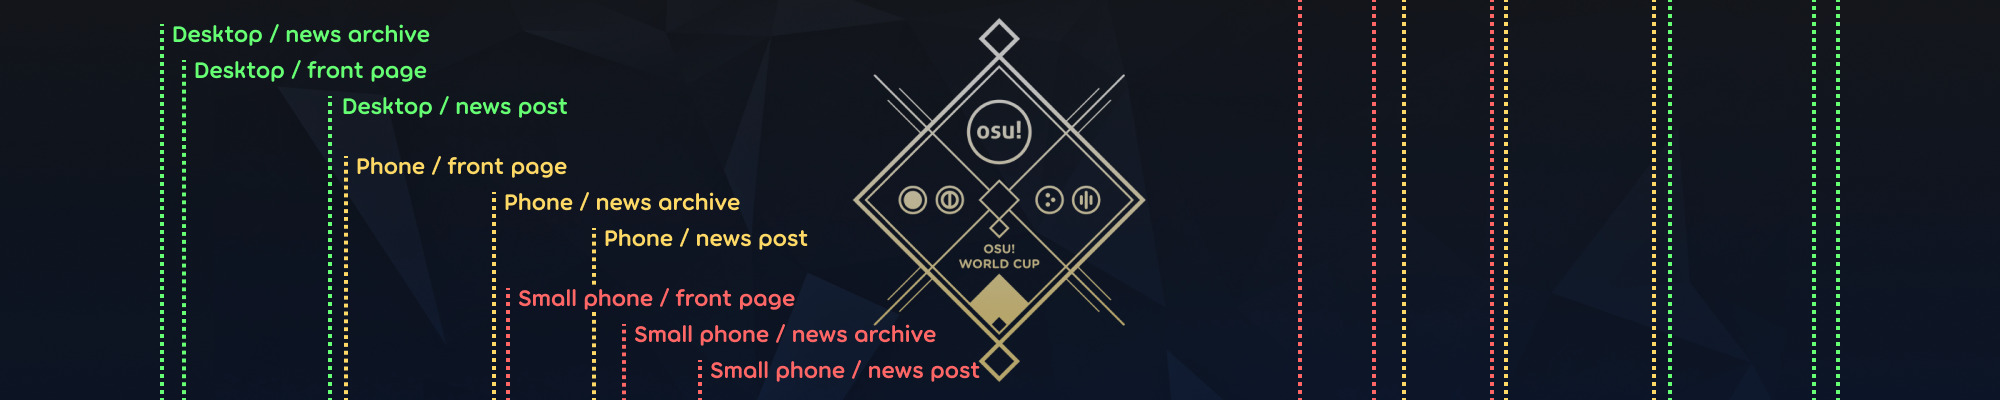 Desktop / news archive
Desktop / front page
Desktop / news post
Phone / front page
Phone / news archive
Phone / news post
Small phone / front page
Small phone / news archive
Small phone / news post
osu!
OSU!
WORLD CUP